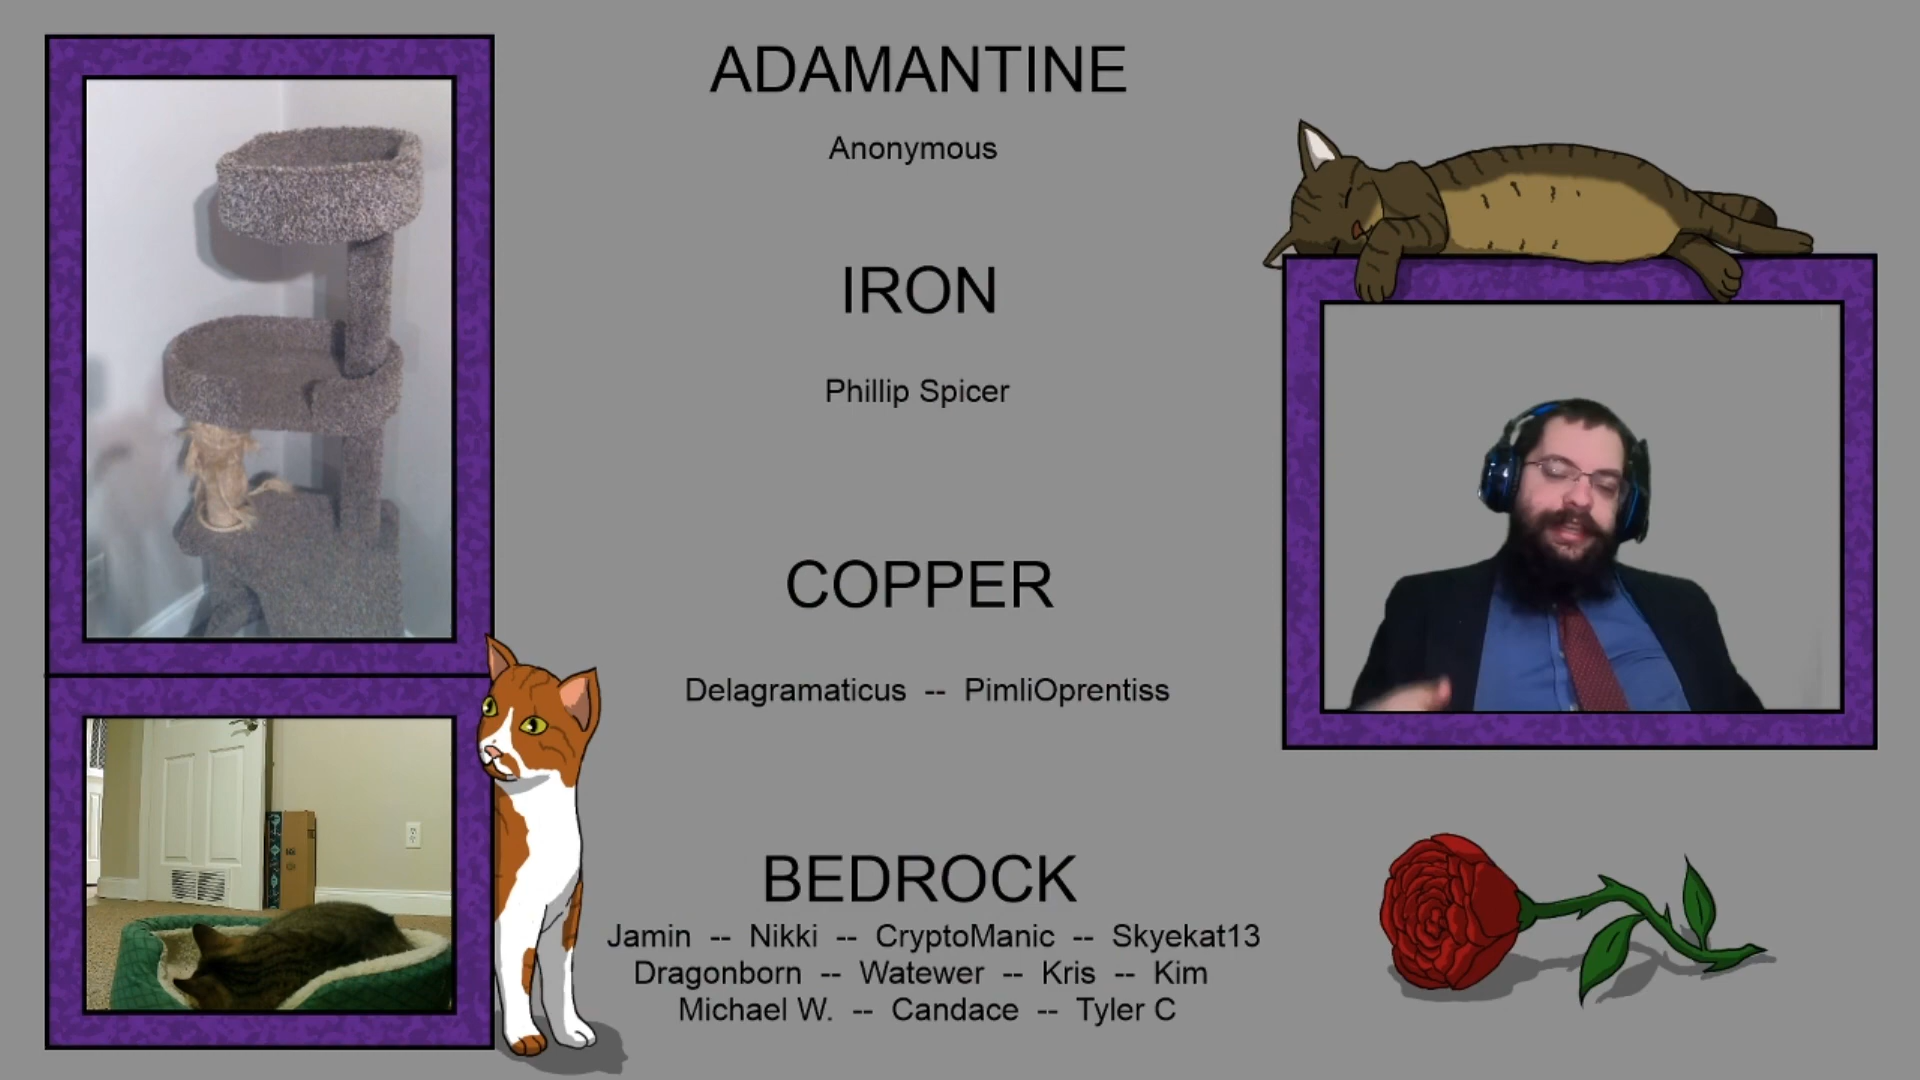 ADAMANTINE
Anonymous
IRON
Phillip Spicer
COPPER
Delagramaticus -- PimliOprentiss
BEDROCK
Jamin -- Nikki -- CryptoManic -- Skyekat13
Dragonborn -- Watewer -- Kris -- Kim
Michael W. -- Candace -- Tyler C